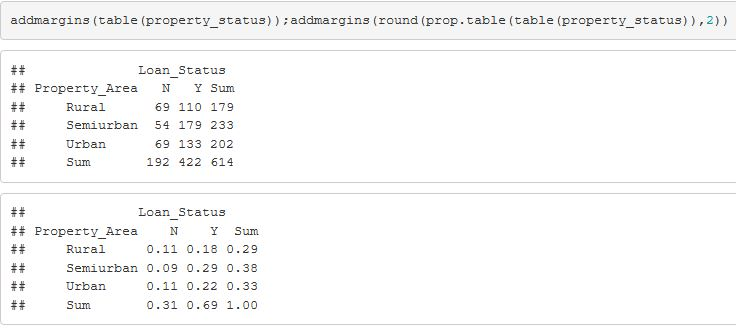 addmargins(table(property_status));addmargins(round(prop.table(table(property_status)),2))
##               Loan_Status
## Property_Area   N   Y Sum
##     Rural      69 110 179
##     Semiurban  54 179 233
##     Urban      69 133 202
##     Sum       192 422 614
##               Loan_Status
## Property_Area    N    Y  Sum
##     Rural     0.11 0.18 0.29
##     Semiurban 0.09 0.29 0.38
##     Urban     0.11 0.22 0.33
##     Sum       0.31 0.69 1.00